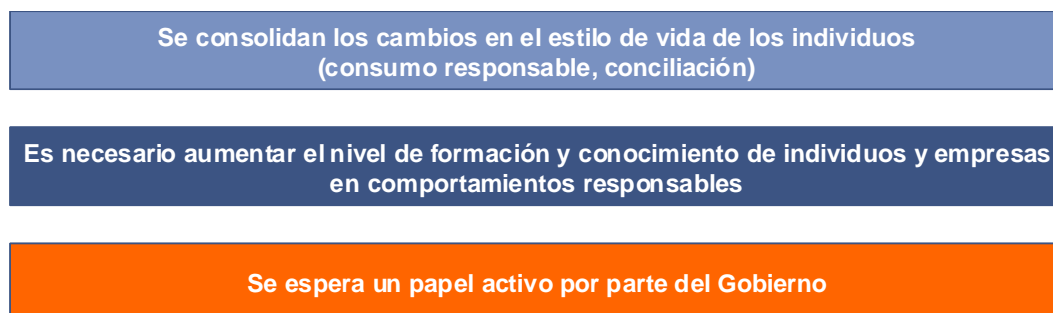 Se consolidan los cambios en el estilo de vida de los individuos
(consumo responsable, conciliación)
Es necesario aumentar el nivel de formación y conocimiento de individuos y empresas
en comportamientos responsables
Se espera un papel activo por parte del Gobierno